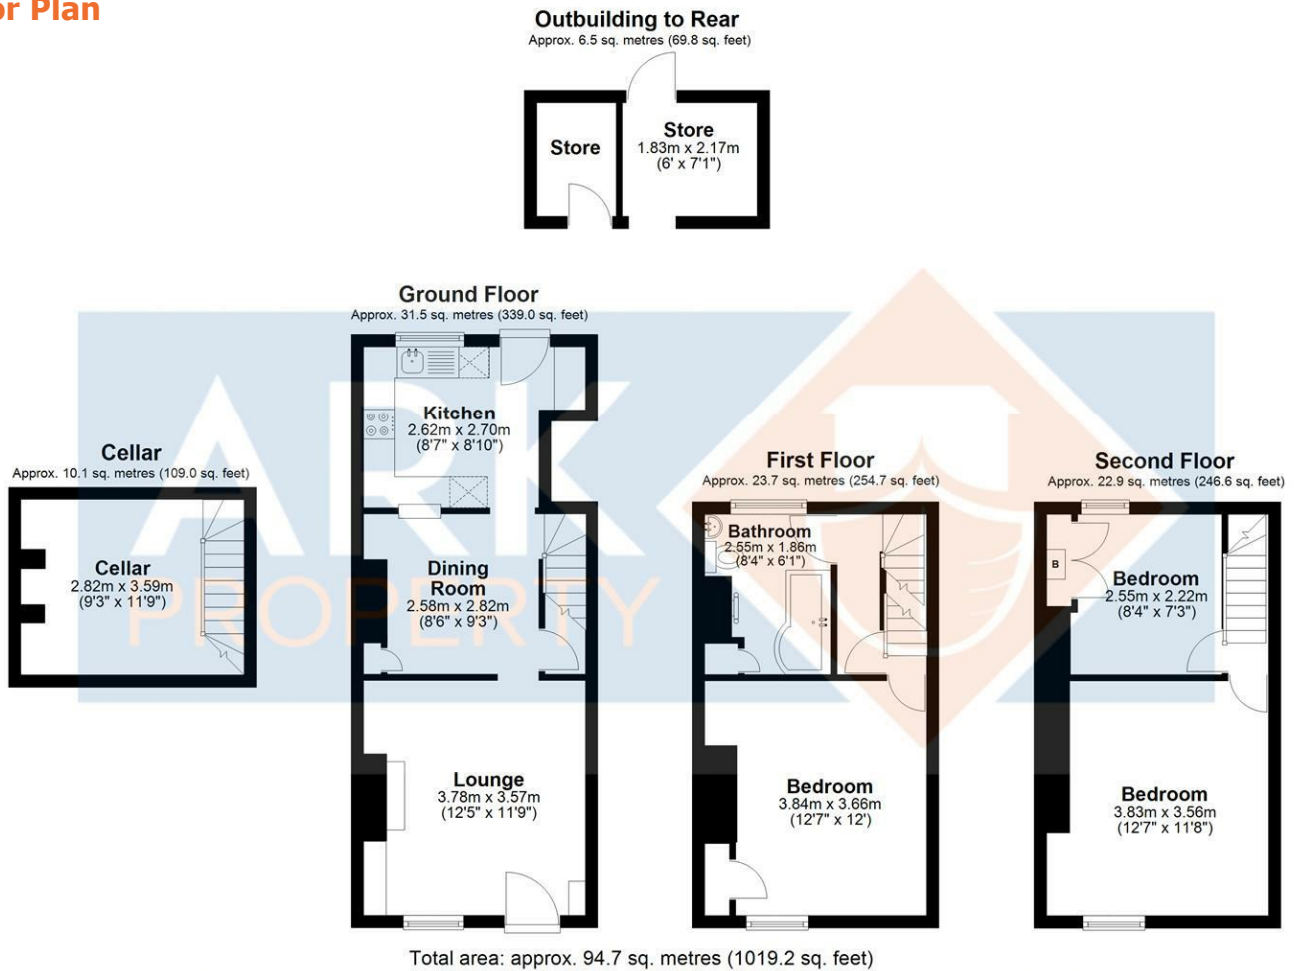 or Plan
Outbuilding to Rear
Approx. 6.5 sq. metres (69.8 sq. feet)
Store
Store
1.83m x 2.17m
(6' x 7'1")
Ground Floor
Approx. 31.5 sq. metres (339.0 sq. feet)
Kitchen
2.62m x 2.70m
(8'7" x 8'10")
Dining
Room
2.58m x 2.82m
(8'6" x 9'3")
Lounge
3.78m x 3.57m
(12'5" x 11'9")
Cellar
Approx. 10.1 sq. metres (109.0 sq. feet)
Cellar
2.82m x 3.59m
(9'3" x 11'9")
First Floor
Approx. 23.7 sq. metres (254.7 sq. feet)
Bathroom
2.55m x 1.86m
(8'4" x 6'1")
Bedroom
3.84m x 3.66m
(12'7" x 12')
Second Floor
Approx. 22.9 sq. metres (246.6 sq. feet)
B
Bedroom
2.55m x 2.22m
(8'4" x 7'3")
Bedroom
3.83m x 3.56m
(12'7" x 11'8")
ARK
PROPERTY
Total area: approx. 94.7 sq. metres (1019.2 sq. feet)